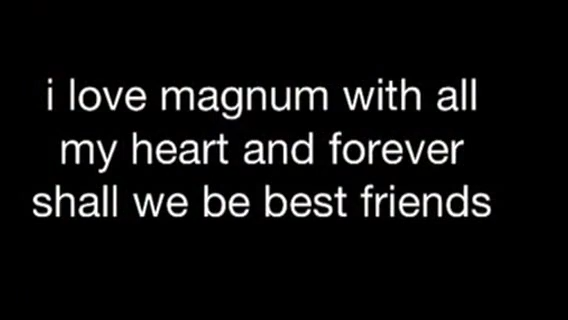 i love magnum with all
my heart and forever
shall we be best friends